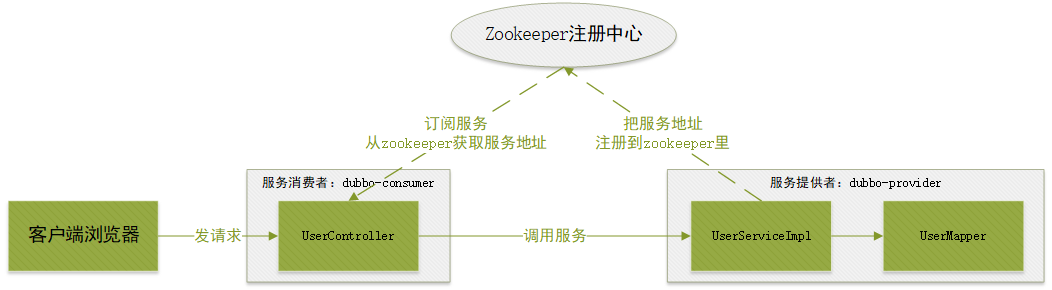 Zookeeper注册中心
订阅服务
从zookeeper获取服务地址
把服务地址
注册到zookeeper里
服务消费者：dubbo-consumer
服务提供者：dubbo-provider
客户端浏览器
发请求
UserController
调用服务
UserServiceImpl
UserMapper